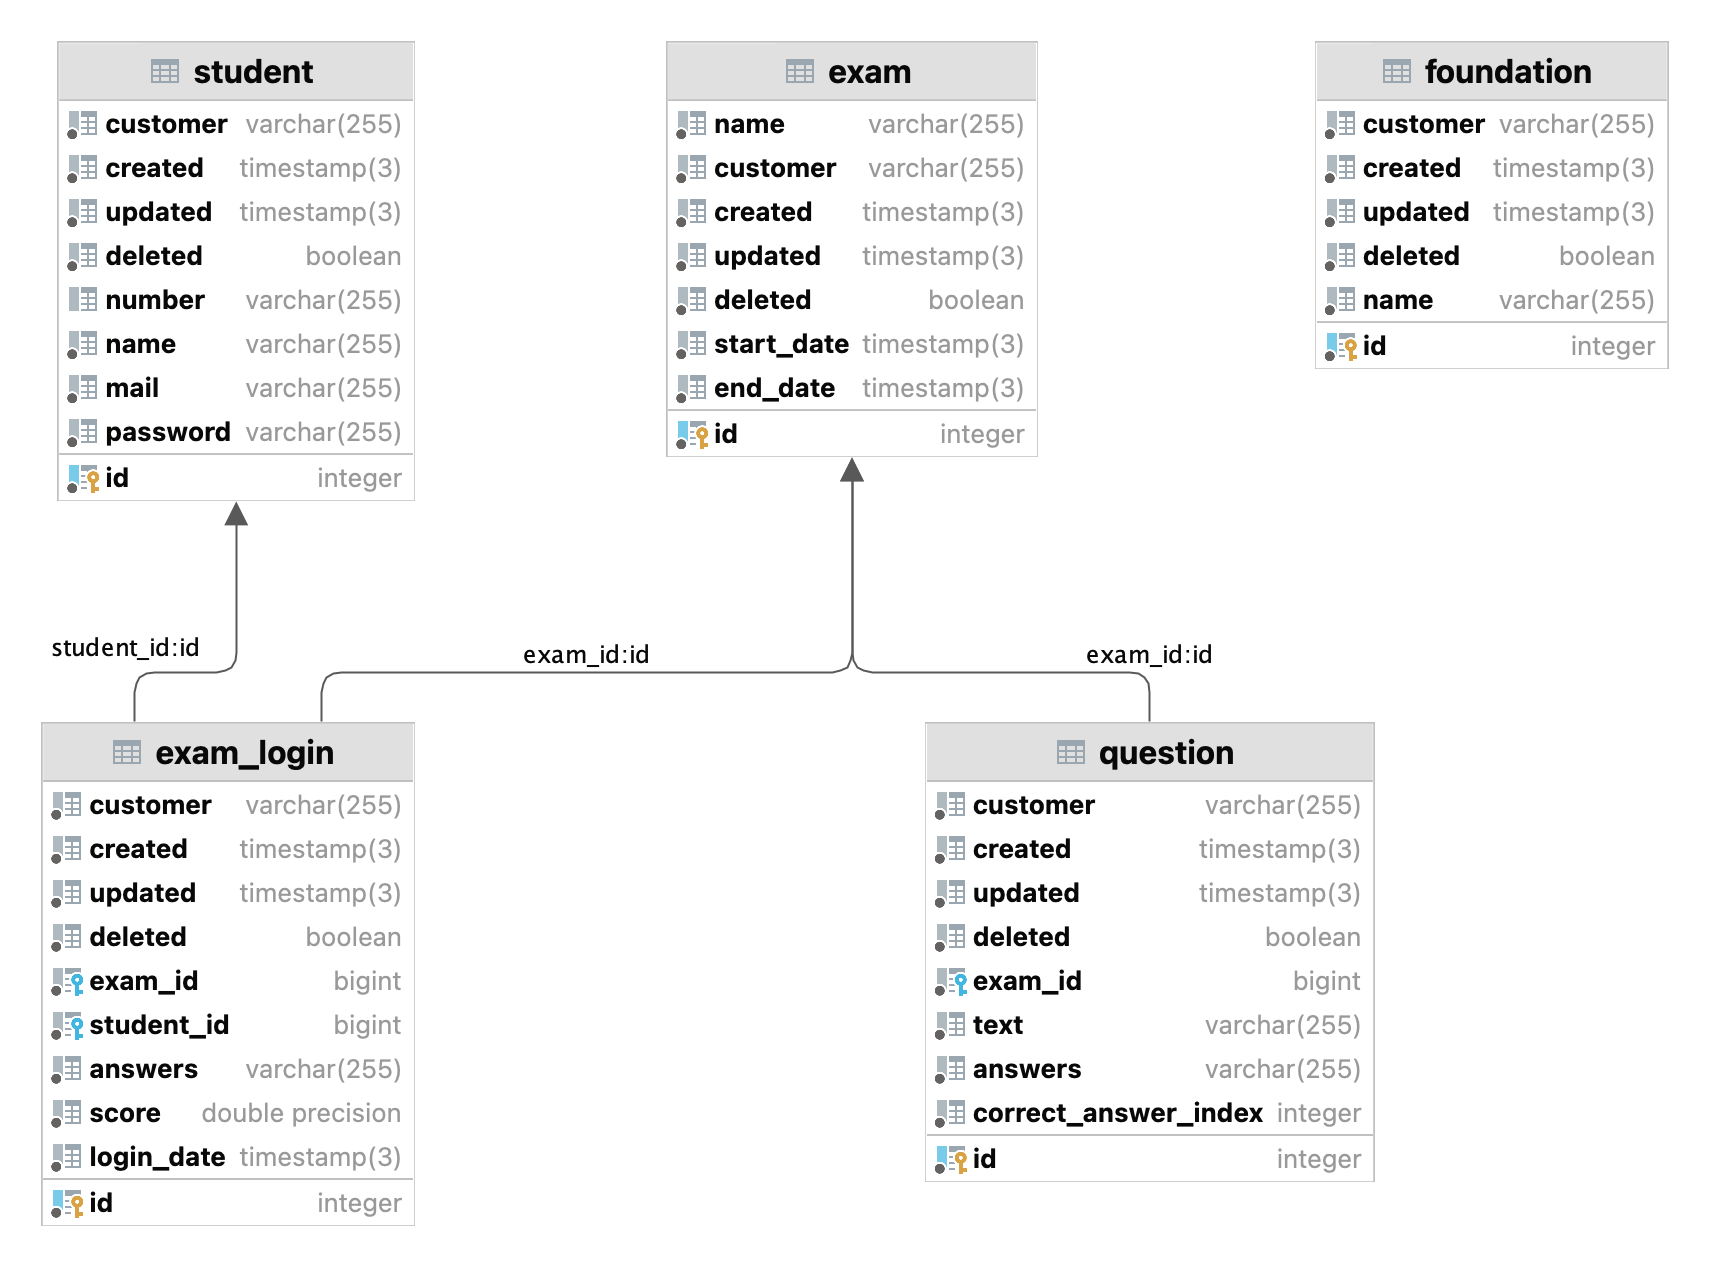 student
customer varchar(255)
created timestamp(3)
updated timestamp(3)
deleted boolean
number varchar(255)
name varchar(255)
mail varchar(255)
password varchar(255)
id integer
exam
name varchar(255)
customer varchar(255)
created timestamp(3)
updated timestamp(3)
deleted boolean
start_date timestamp(3)
end_date timestamp(3)
id integer
foundation
customer varchar(255)
created timestamp(3)
updated timestamp(3)
deleted boolean
name varchar(255)
id integer
student_id:id
exam_id:id
exam_id:id
exam_login
customer varchar(255)
created timestamp(3)
updated timestamp(3)
deleted boolean
exam_id bigint
student_id bigint
answers varchar(255)
score double precision
login_date timestamp(3)
id integer
question
customer varchar(255)
created timestamp(3)
updated timestamp(3)
deleted boolean
exam_id bigint
text varchar(255)
answers varchar(255)
correct_answer_index integer
id integer